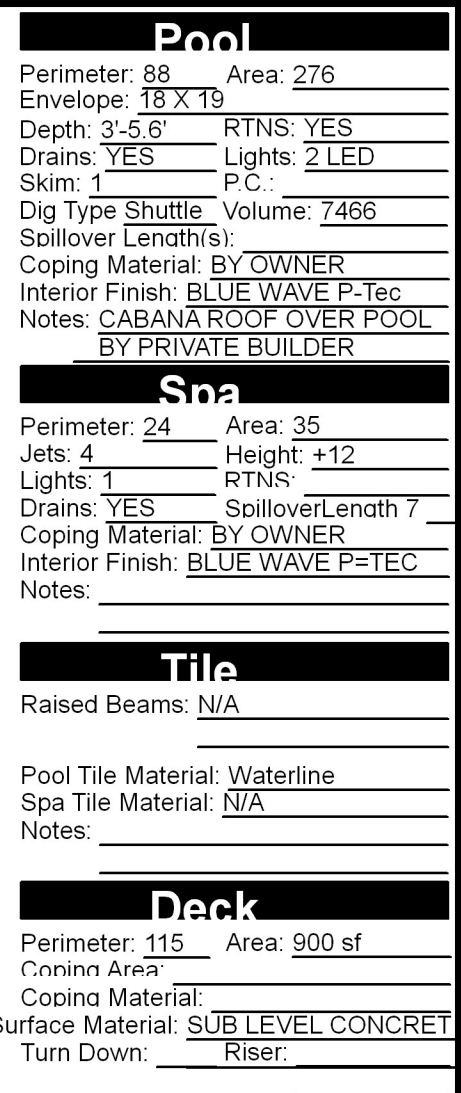 Pool
Perimeter: 88 Area: 276
Envelope: 18 X 19
Depth: 3'-5.6' RTNS: YES
Drains: YES Lights: 2 LED
Skim: 1 P.C.:
Dig Type Shuttle Volume: 7466
Spillover Length(s):
Coping Material: BY OWNER
Interior Finish: BLUE WAVE P-Tec
Notes: CABANA ROOF OVER POOL
BY PRIVATE BUILDER
Spa
Perimeter: 24 Area: 35
Jets: 4 Height: +12
Lights: 1 RTNS:
Drains: YES SpilloverLength 7
Coping Material: BY OWNER
Interior Finish: BLUE WAVE P=TEC
Notes:
Tile
Raised Beams: N/A
Pool Tile Material: Waterline
Spa Tile Material: N/A
Notes:
Deck
Perimeter: 115 Area: 900 sf
Coping Area:
Coping Material:
Surface Material: SUB LEVEL CONCRET
Turn Down: Riser: